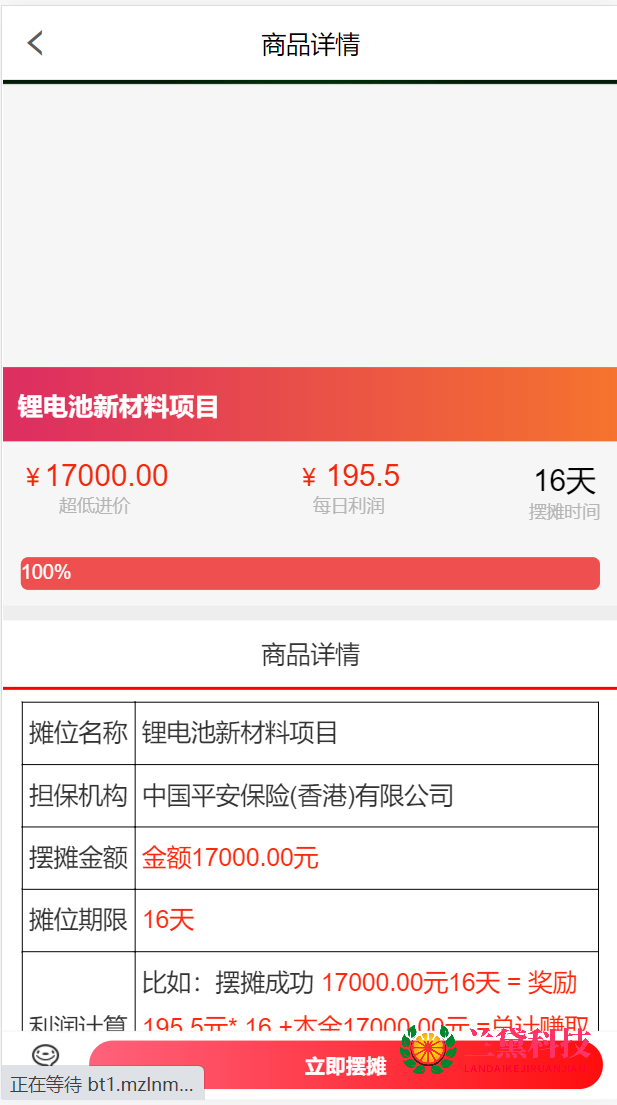 商品详情
锂电池新材料项目
¥17000.00
¥ 195.5
16天
超低进价
每日利润
摆摊时间
100%
商品详情
摊位名称 锂电池新材料项目
担保机构 中国平安保险(香港)有限公司
摆摊金额 金额17000.00元
摊位期限 16天
比如：摆摊成功 17000.00元16天 = 奖励
利润计算 195.5元* 16 +本金17000.00元 =总计赚取
立即摆摊
兰黛科技
LANDAIKEJIRUANJIAN
正在等待 bt1.mzlnm...